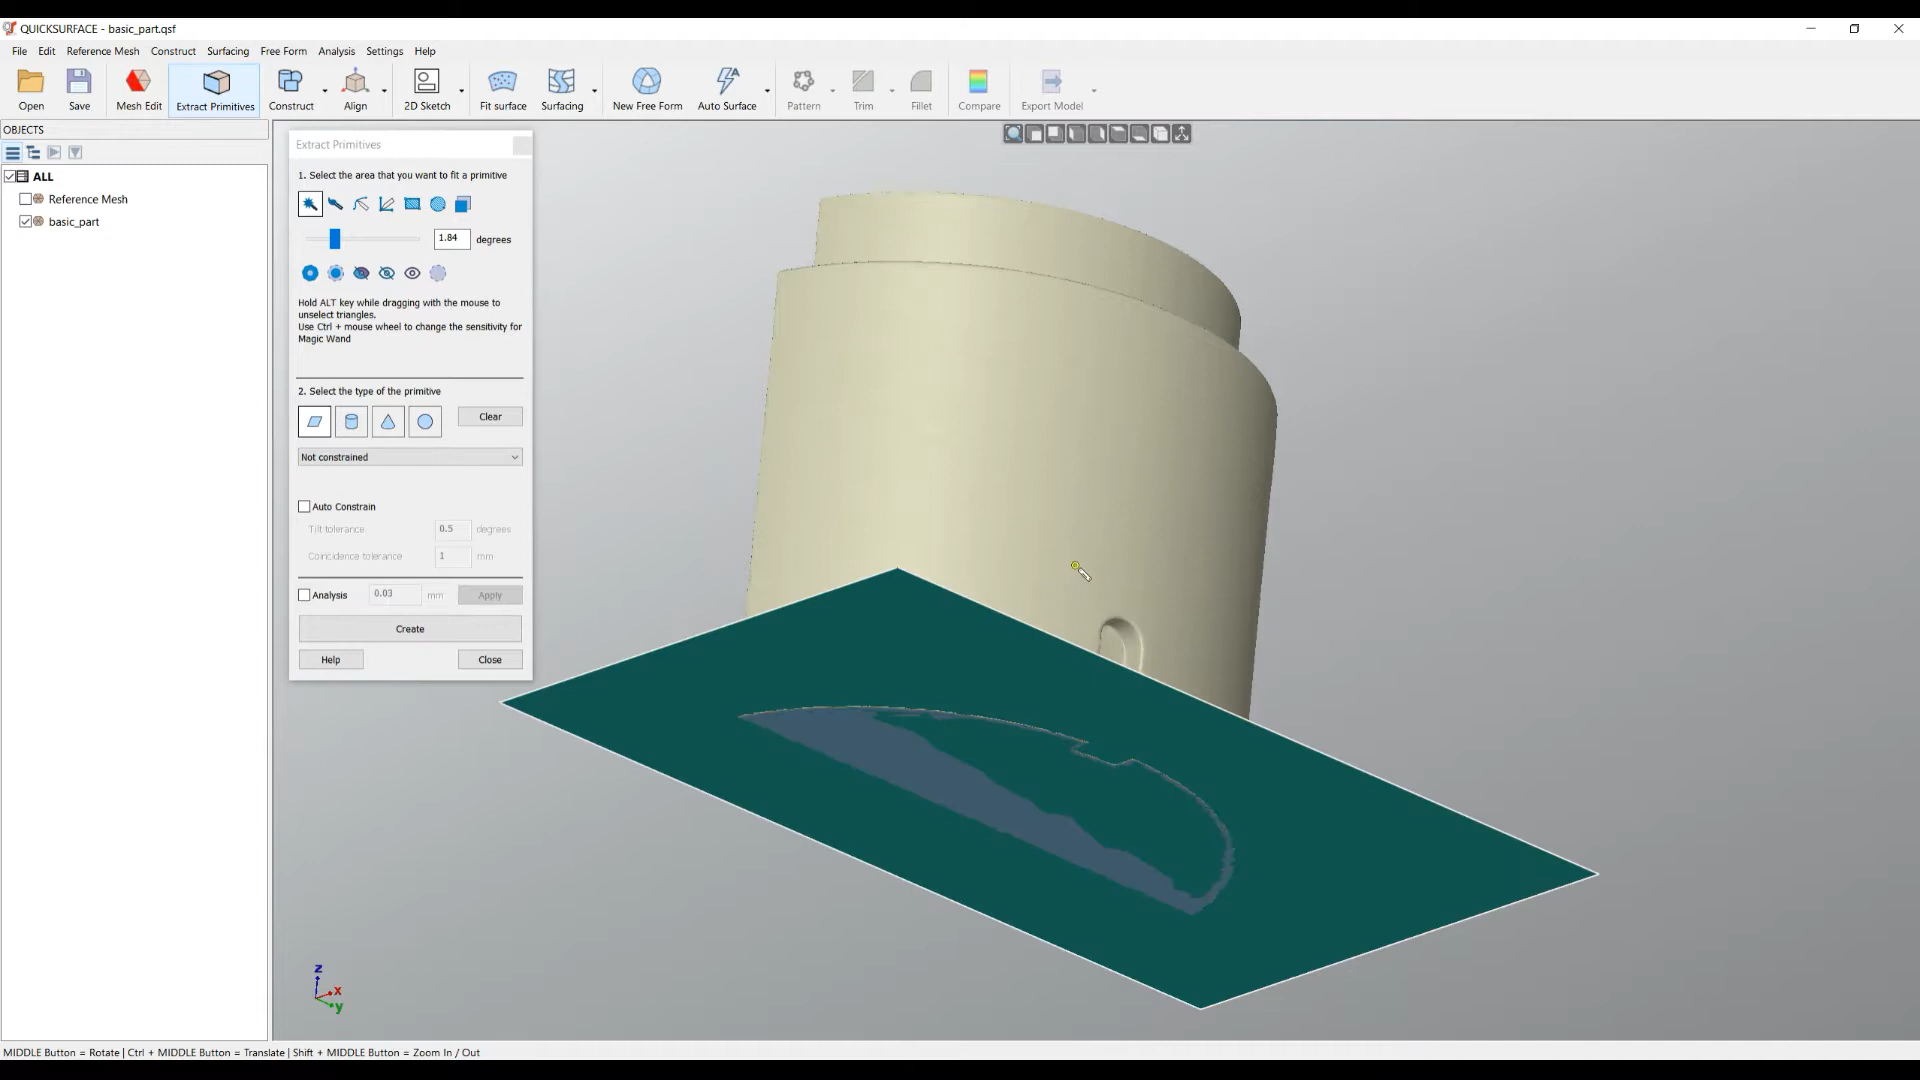 QUICKSURFACE - basic_part.qsf
File Edit Reference Mesh Construct Surfacing Free Form Analysis Settings Help
Open Save Mesh Edit Extract Primitives Construct Align 2D Sketch Fit surface Surfacing New Free Form Auto Surface Pattern Trim Fillet Compare Export Model
OBJECTS
ALL
Reference Mesh
basic_part
Extract Primitives
1. Select the area that you want to fit a primitive
1.84 degrees
Hold ALT key while dragging with the mouse to
unselect triangles.
Use Ctrl + mouse wheel to change the sensitivity for
Magic Wand
2. Select the type of the primitive
Clear
Not constrained
Auto Constrain
Tilt tolerance 0.5 degrees
Coincidence tolerance 1 mm
Analysis 0.03 mm Apply
Create
Help Close
z
x
y
MIDDLE Button = Rotate | Ctrl + MIDDLE Button = Translate | Shift + MIDDLE Button = Zoom In / Out